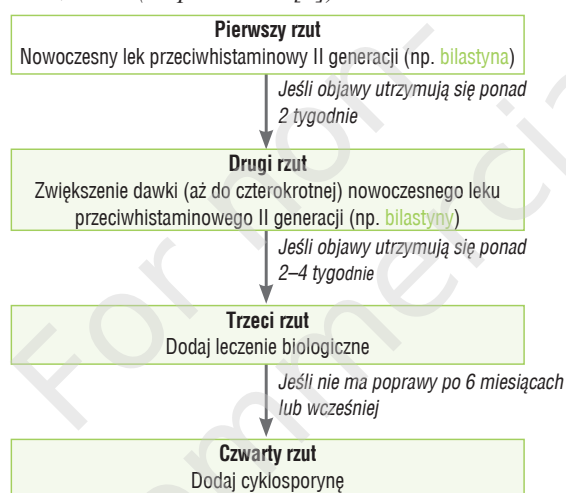 Pierwszy rzut
Nowoczesny lek przeciwhistaminowy II generacji (np. bilastyna)
Jeśli objawy utrzymują się ponad
2 tygodnie
Drugi rzut
Zwiększenie dawki (aż do czterokrotnej) nowoczesnego leku
przeciwhistaminowego II generacji (np. bilastyny)
Jeśli objawy utrzymują się ponad
2–4 tygodnie
Trzeci rzut
Dodaj leczenie biologiczne
Jeśli nie ma poprawy po 6 miesiącach
lub wcześniej
Czwarty rzut
Dodaj cyklosporynę